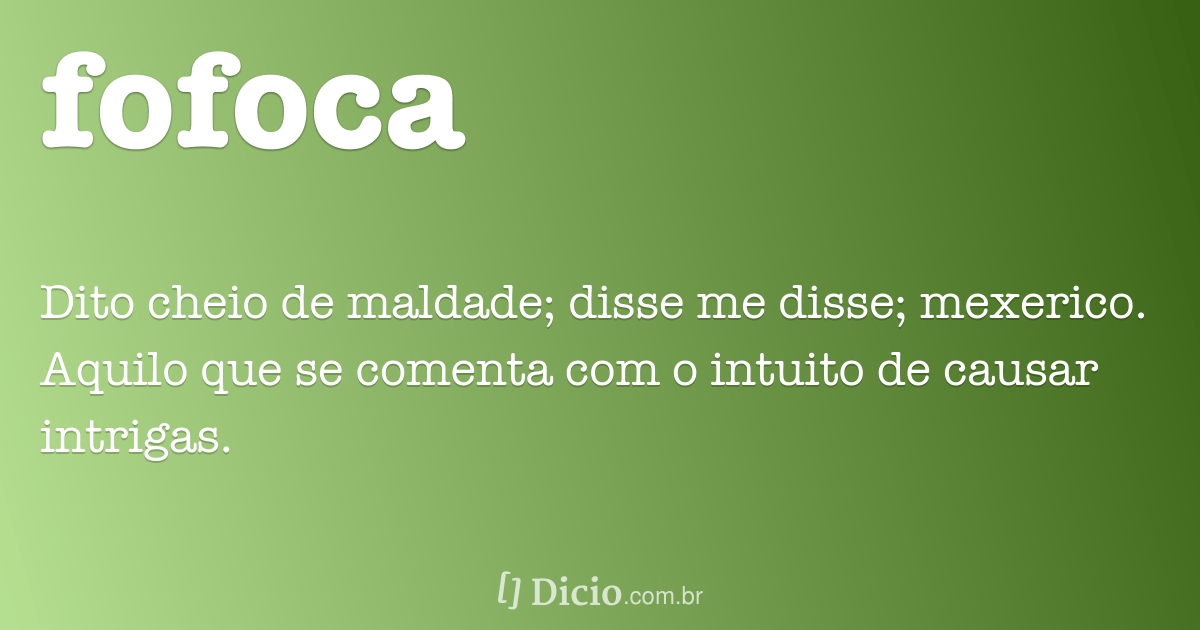 fofoca
Dito cheio de maldade; disse me disse; mexerico.
Aquilo que se comenta com o intuito de causar
intrigas.
[] Dicio.com.br